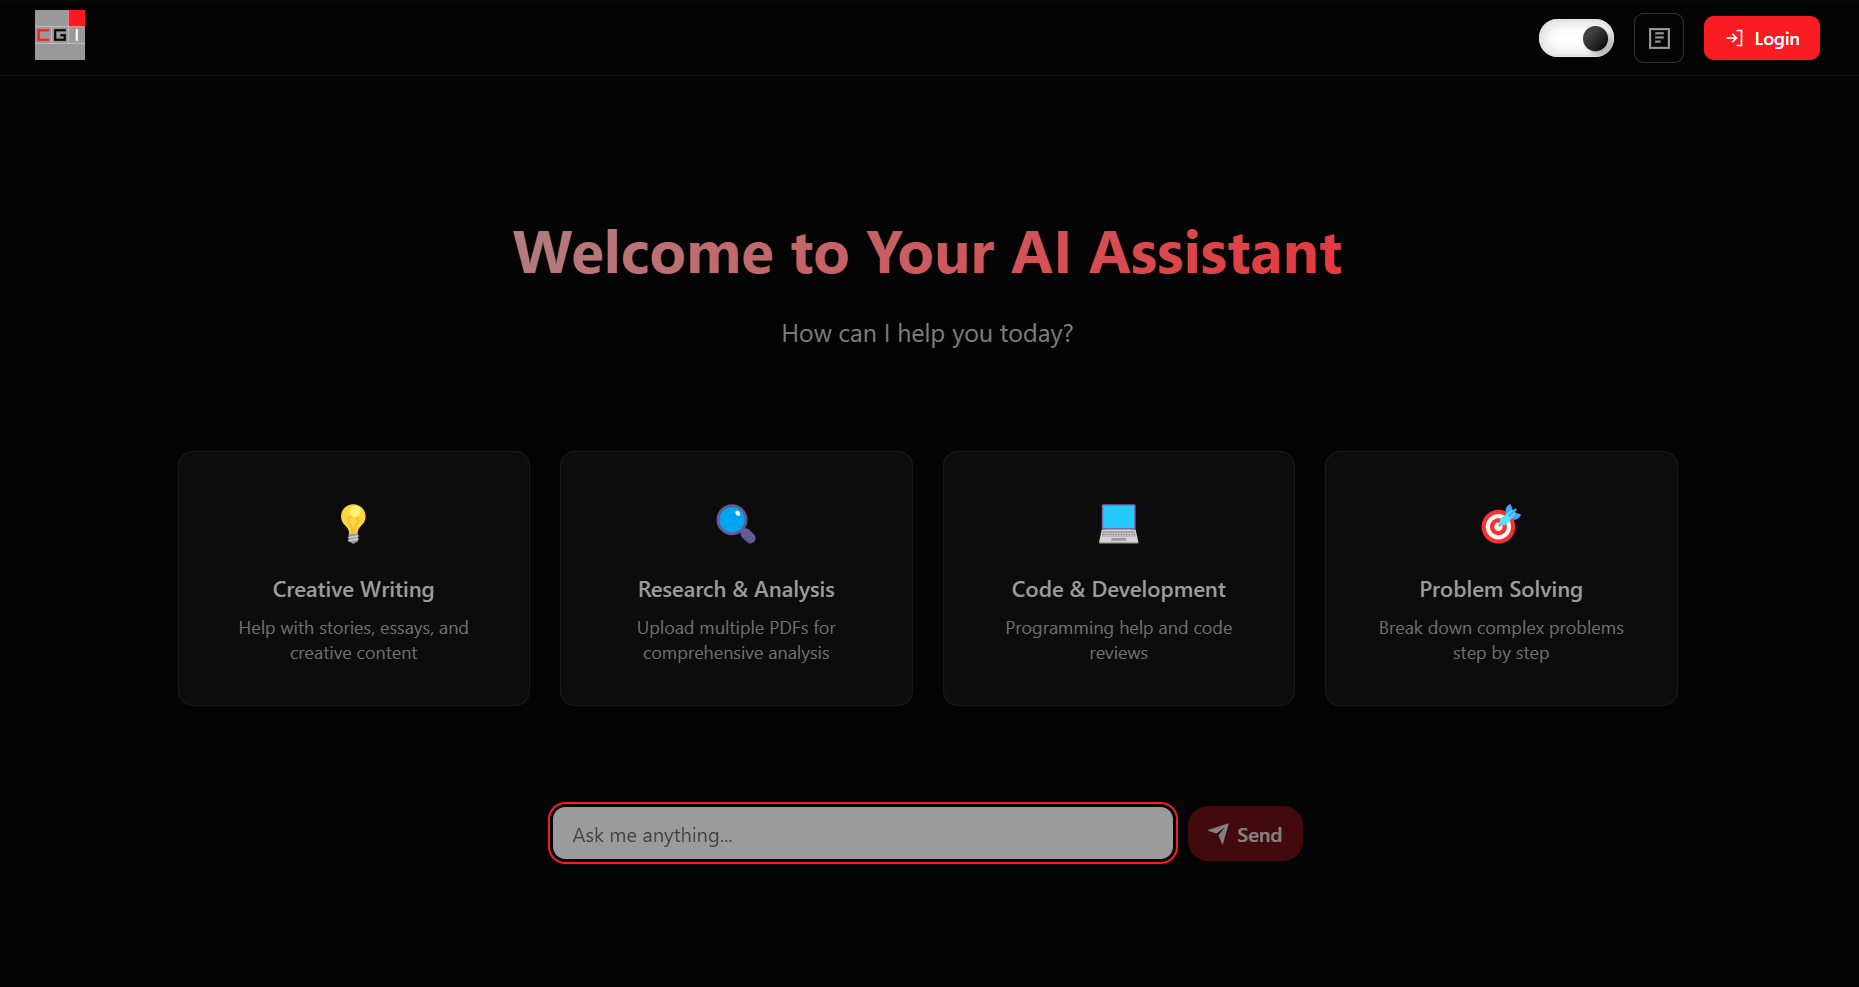 CGI
Login
Welcome to Your AI Assistant
How can I help you today?
Creative Writing
Help with stories, essays, and
creative content
Research & Analysis
Upload multiple PDFs for
comprehensive analysis
Code & Development
Programming help and code
reviews
Problem Solving
Break down complex problems
step by step
Ask me anything...
Send